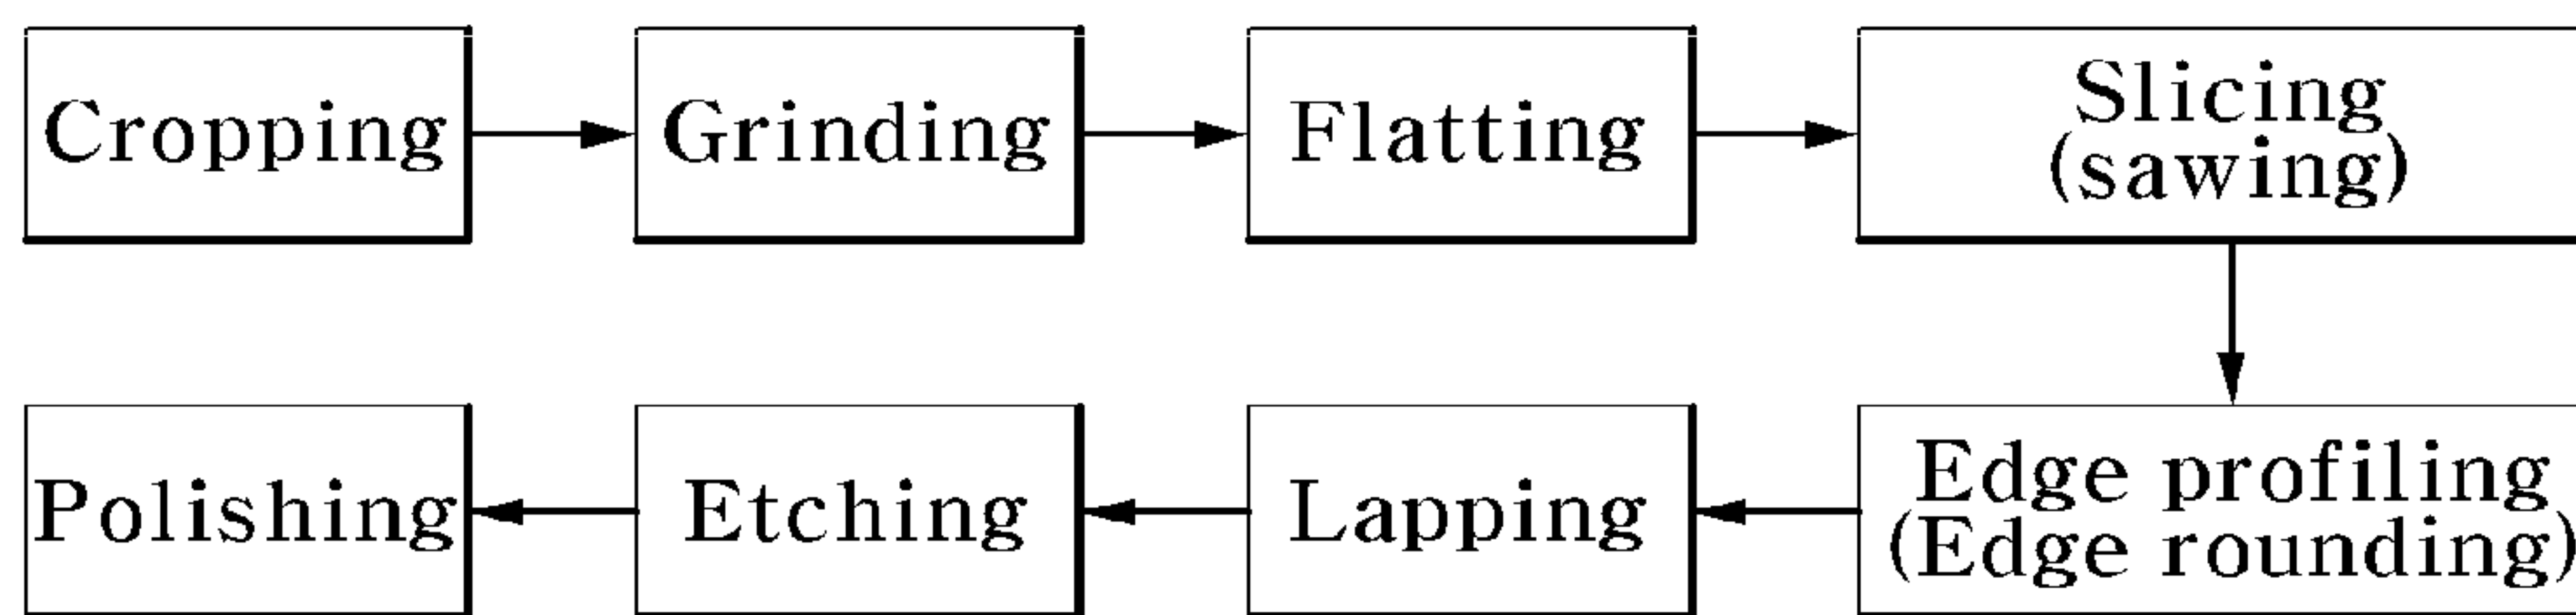 Cropping
Grinding
Flatting
Slicing
(sawing)
Edge profiling
(Edge rounding)
Lapping
Etching
Polishing